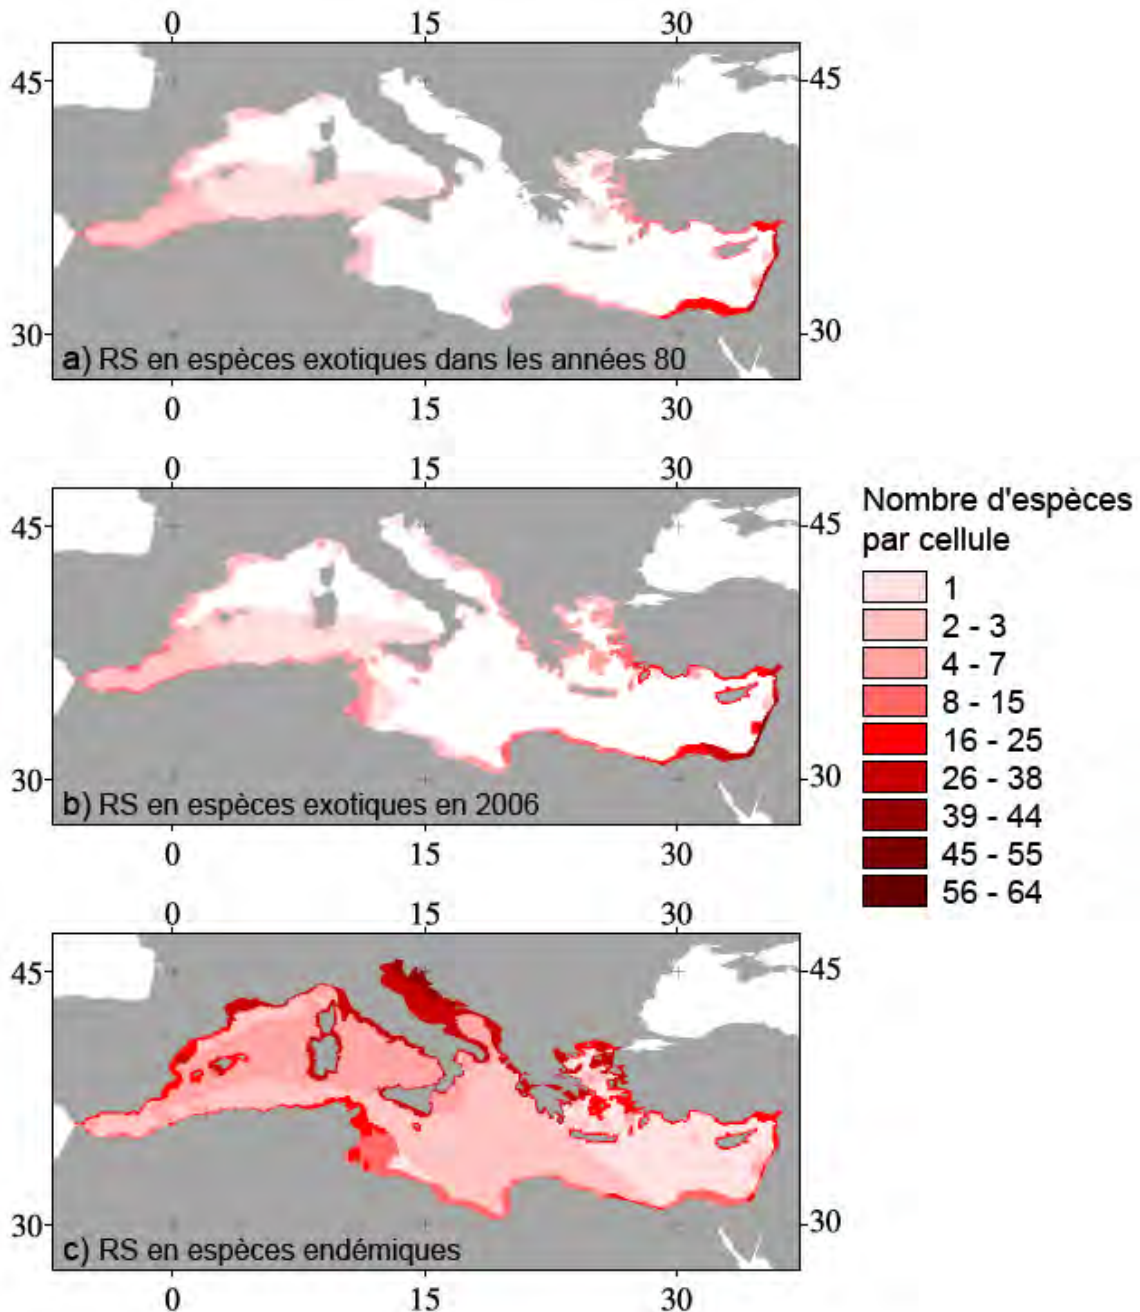 0 15 30
45 45
30 30
a) RS en espèces exotiques dans les années 80
0 15 30
0 15 30
45 45
30 30
b) RS en espèces exotiques en 2006
0 15 30
Nombre d'espèces
par cellule
1
2 - 3
4 - 7
8 - 15
16 - 25
26 - 38
39 - 44
45 - 55
56 - 64
0 15 30
45 45
30 30
c) RS en espèces endémiques
0 15 30